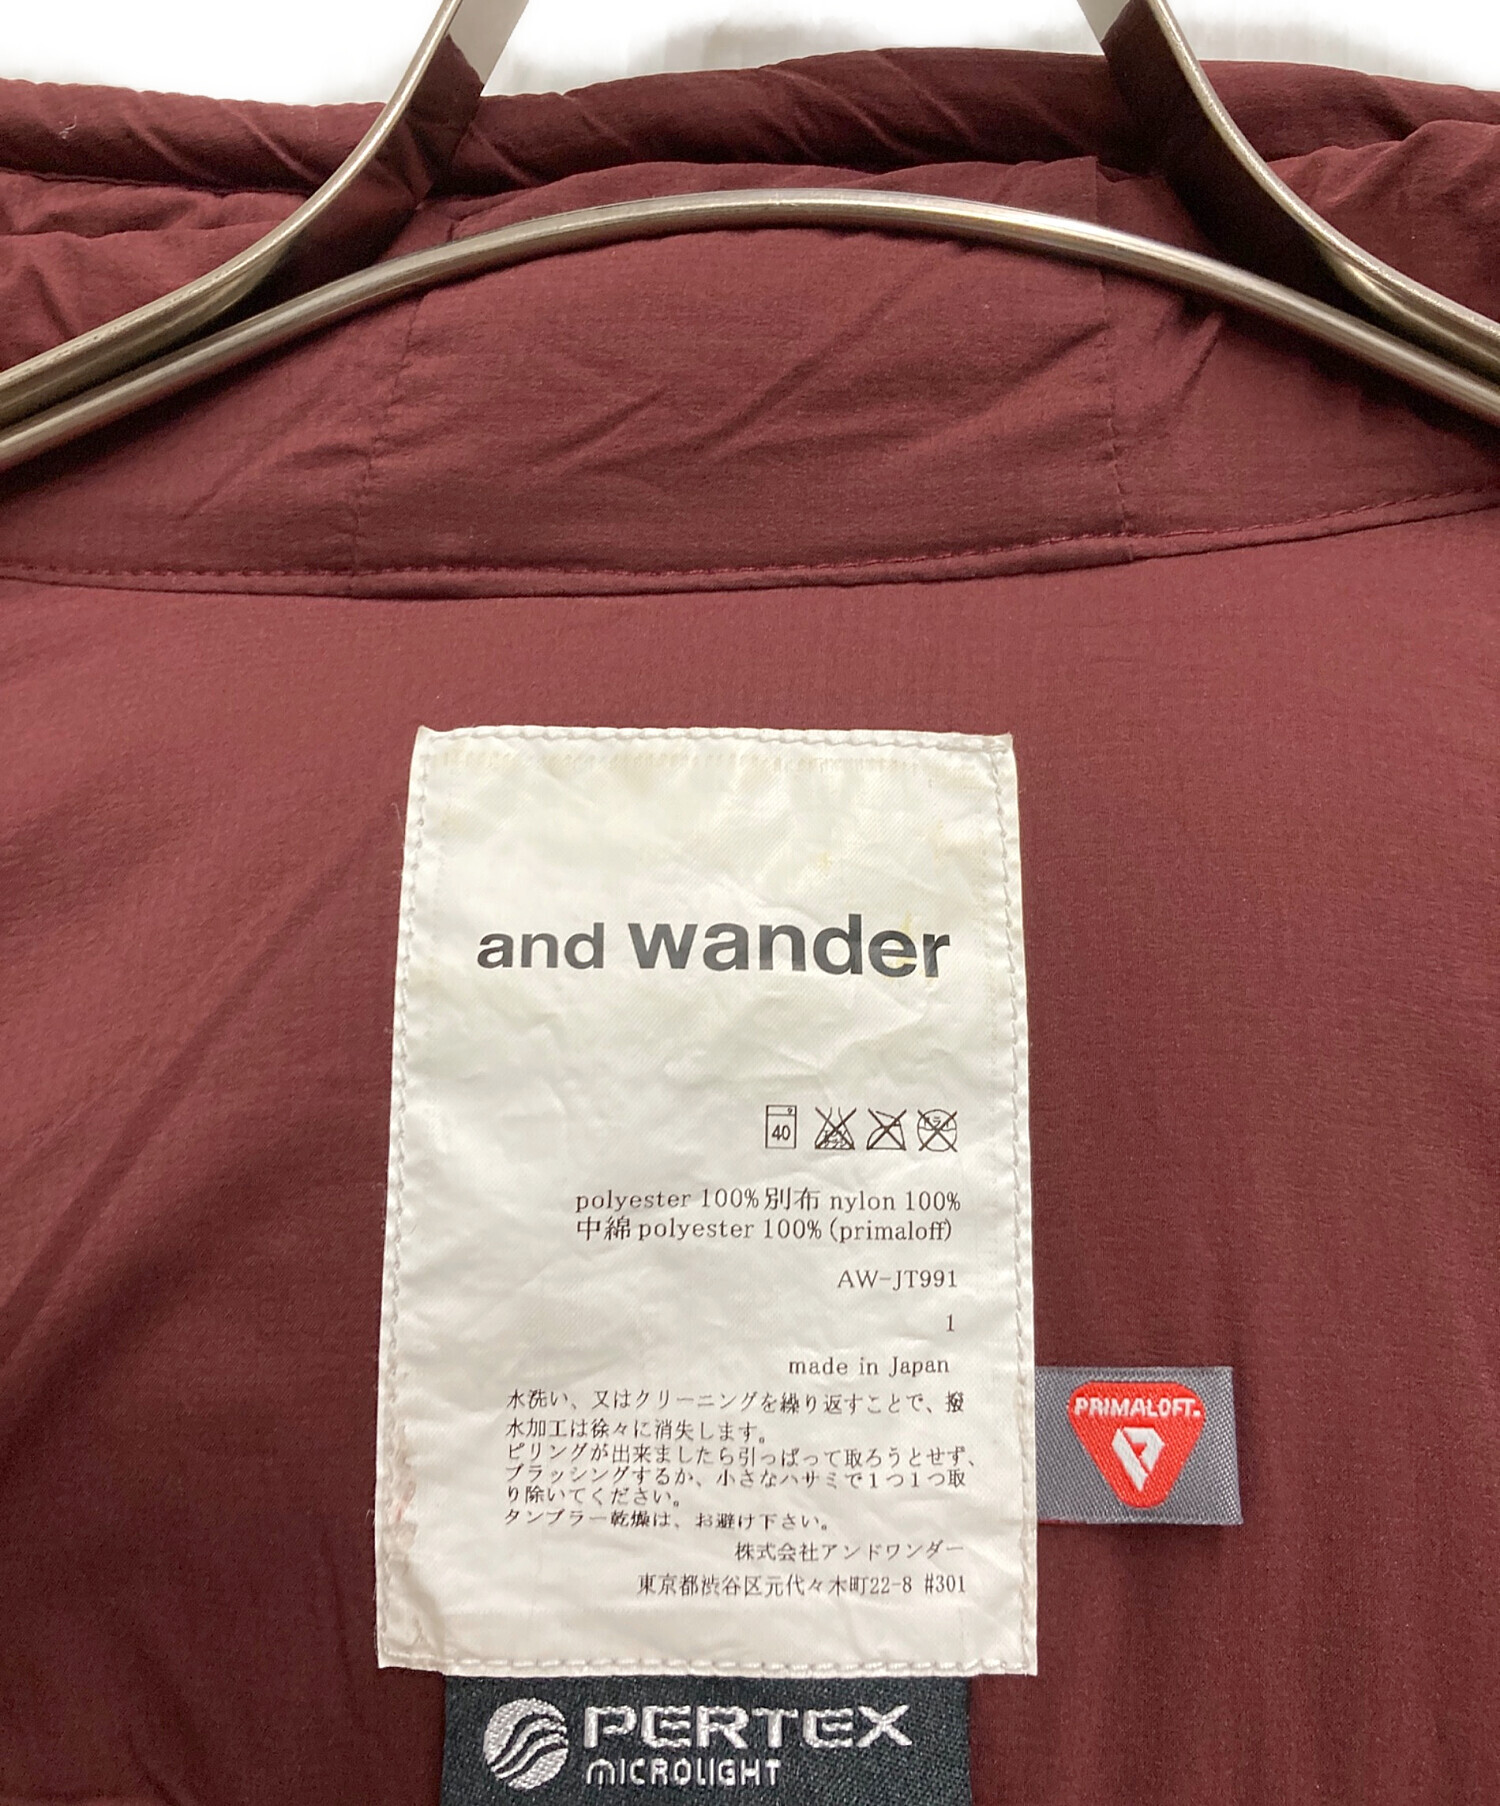 and wander
9
40
polyester 100%別布 nylon 100%
中綿 polyester 100% (primaloff)
AW-JT991
1
made in Japan
水洗い、又はクリーニングを繰り返すことで、撥
水加工は徐々に消失します。
ピリングが出来ましたら引っぱって取ろうとせず、
ブラッシングするか、小さなハサミで１つ１つ取
り除いてください。
タンブラー乾燥は、お避け下さい。
株式会社アンドワンダー
東京都渋谷区元代々木町22-8 #301
PRIMALOFT.
PERTEX
MICROLIGHT